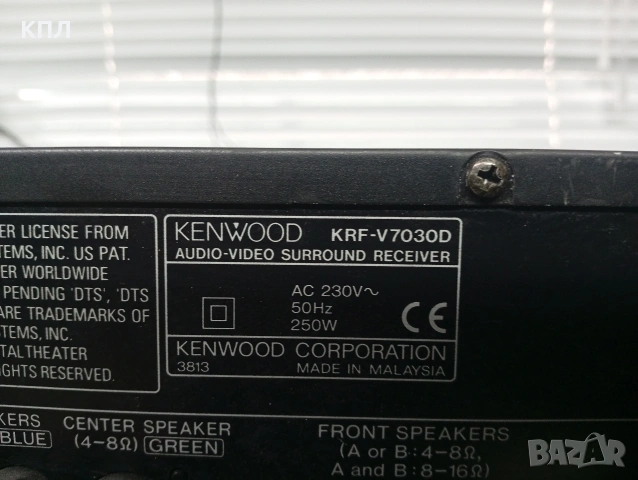 КПЛ
ER LICENSE FROM
TEMS, INC. US PAT.
ER WORLDWIDE
PENDING 'DTS', 'DTS
ARE TRADEMARKS OF
STEMS, INC.
TAL THEATER
IGHTS RESERVED.
KENWOOD KRF-V7030D
AUDIO-VIDEO SURROUND RECEIVER
AC 230V~
50Hz
250W
CE
KENWOOD CORPORATION
3813 MADE IN MALAYSIA
KERS
BLUE
CENTER SPEAKER
(4-8Ω) GREEN
FRONT SPEAKERS
(A or B:4-8Ω,
A and B:8-16Ω)
BAZAR